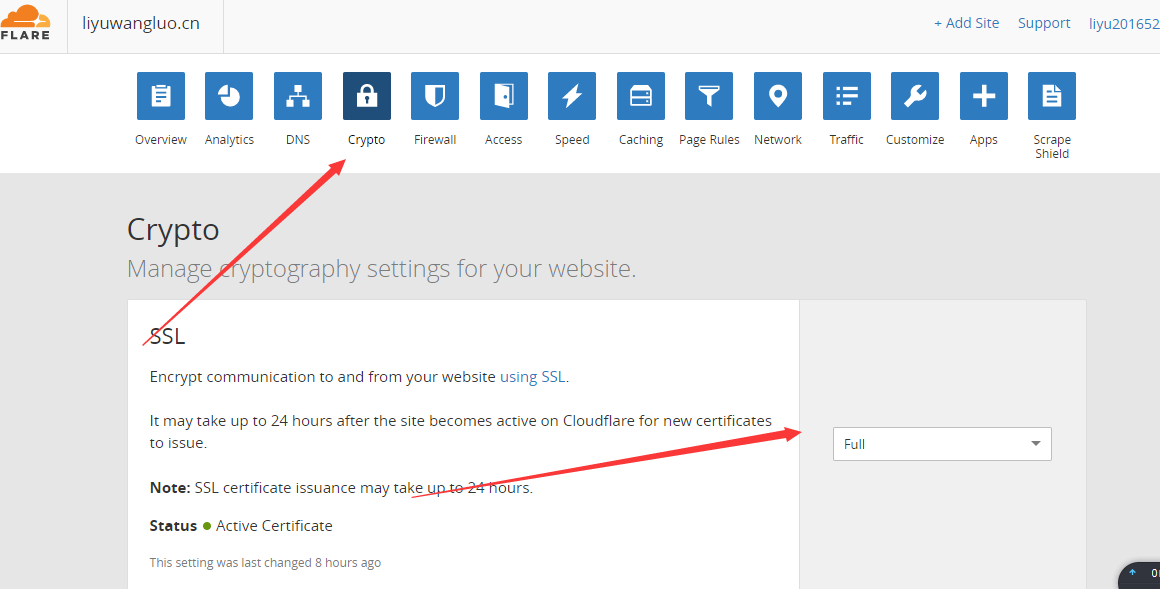 FLARE
liyuwangluo.cn
+ Add Site
Support
liyu201652
Overview
Analytics
DNS
Crypto
Firewall
Access
Speed
Caching
Page Rules
Network
Traffic
Customize
Apps
Scrape
Shield
Crypto
Manage cryptography settings for your website.
SSL
Encrypt communication to and from your website using SSL.
It may take up to 24 hours after the site becomes active on Cloudflare for new certificates
to issue.
Full
Note: SSL certificate issuance may take up to 24 hours.
Status Active Certificate
This setting was last changed 8 hours ago